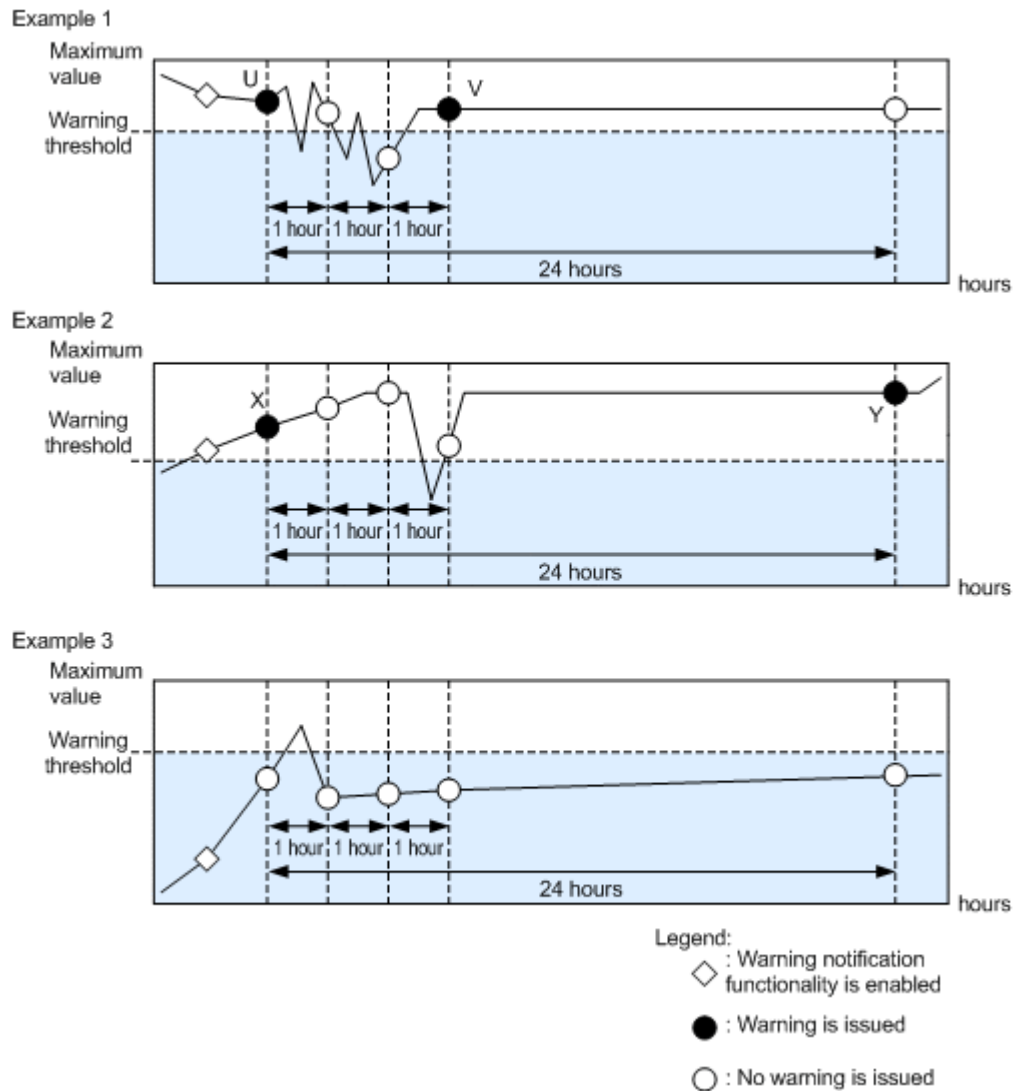 Example 1
Maximum
value
U
V
Warning
threshold
1 hour 1 hour 1 hour
24 hours
hours
Example 2
Maximum
value
X
Y
Warning
threshold
1 hour 1 hour 1 hour
24 hours
hours
Example 3
Maximum
value
Warning
threshold
1 hour 1 hour 1 hour
24 hours
hours
Legend:
: Warning notification
functionality is enabled
: Warning is issued
: No warning is issued